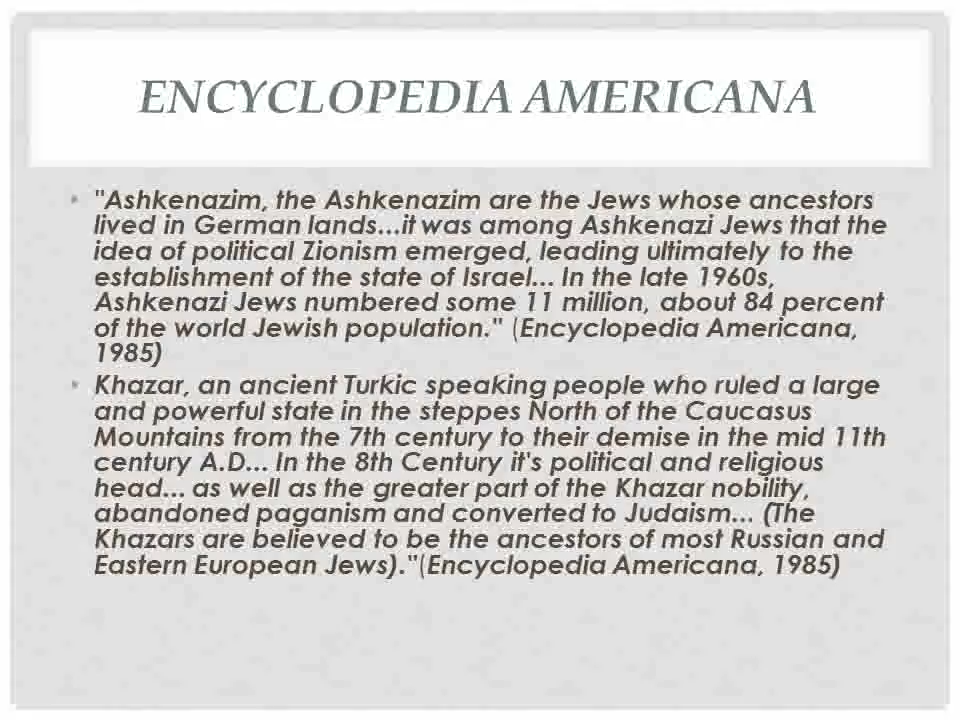 ENCYCLOPEDIA AMERICANA
• "Ashkenazim, the Ashkenazim are the Jews whose ancestors
lived in German lands...it was among Ashkenazi Jews that the
idea of political Zionism emerged, leading ultimately to the
establishment of the state of Israel... In the late 1960s,
Ashkenazi Jews numbered some 11 million, about 84 percent
of the world Jewish population." (Encyclopedia Americana,
1985)
• Khazar, an ancient Turkic speaking people who ruled a large
and powerful state in the steppes North of the Caucasus
Mountains from the 7th century to their demise in the mid 11th
century A.D... In the 8th Century it's political and religious
head... as well as the greater part of the Khazar nobility,
abandoned paganism and converted to Judaism... (The
Khazars are believed to be the ancestors of most Russian and
Eastern European Jews)."(Encyclopedia Americana, 1985)